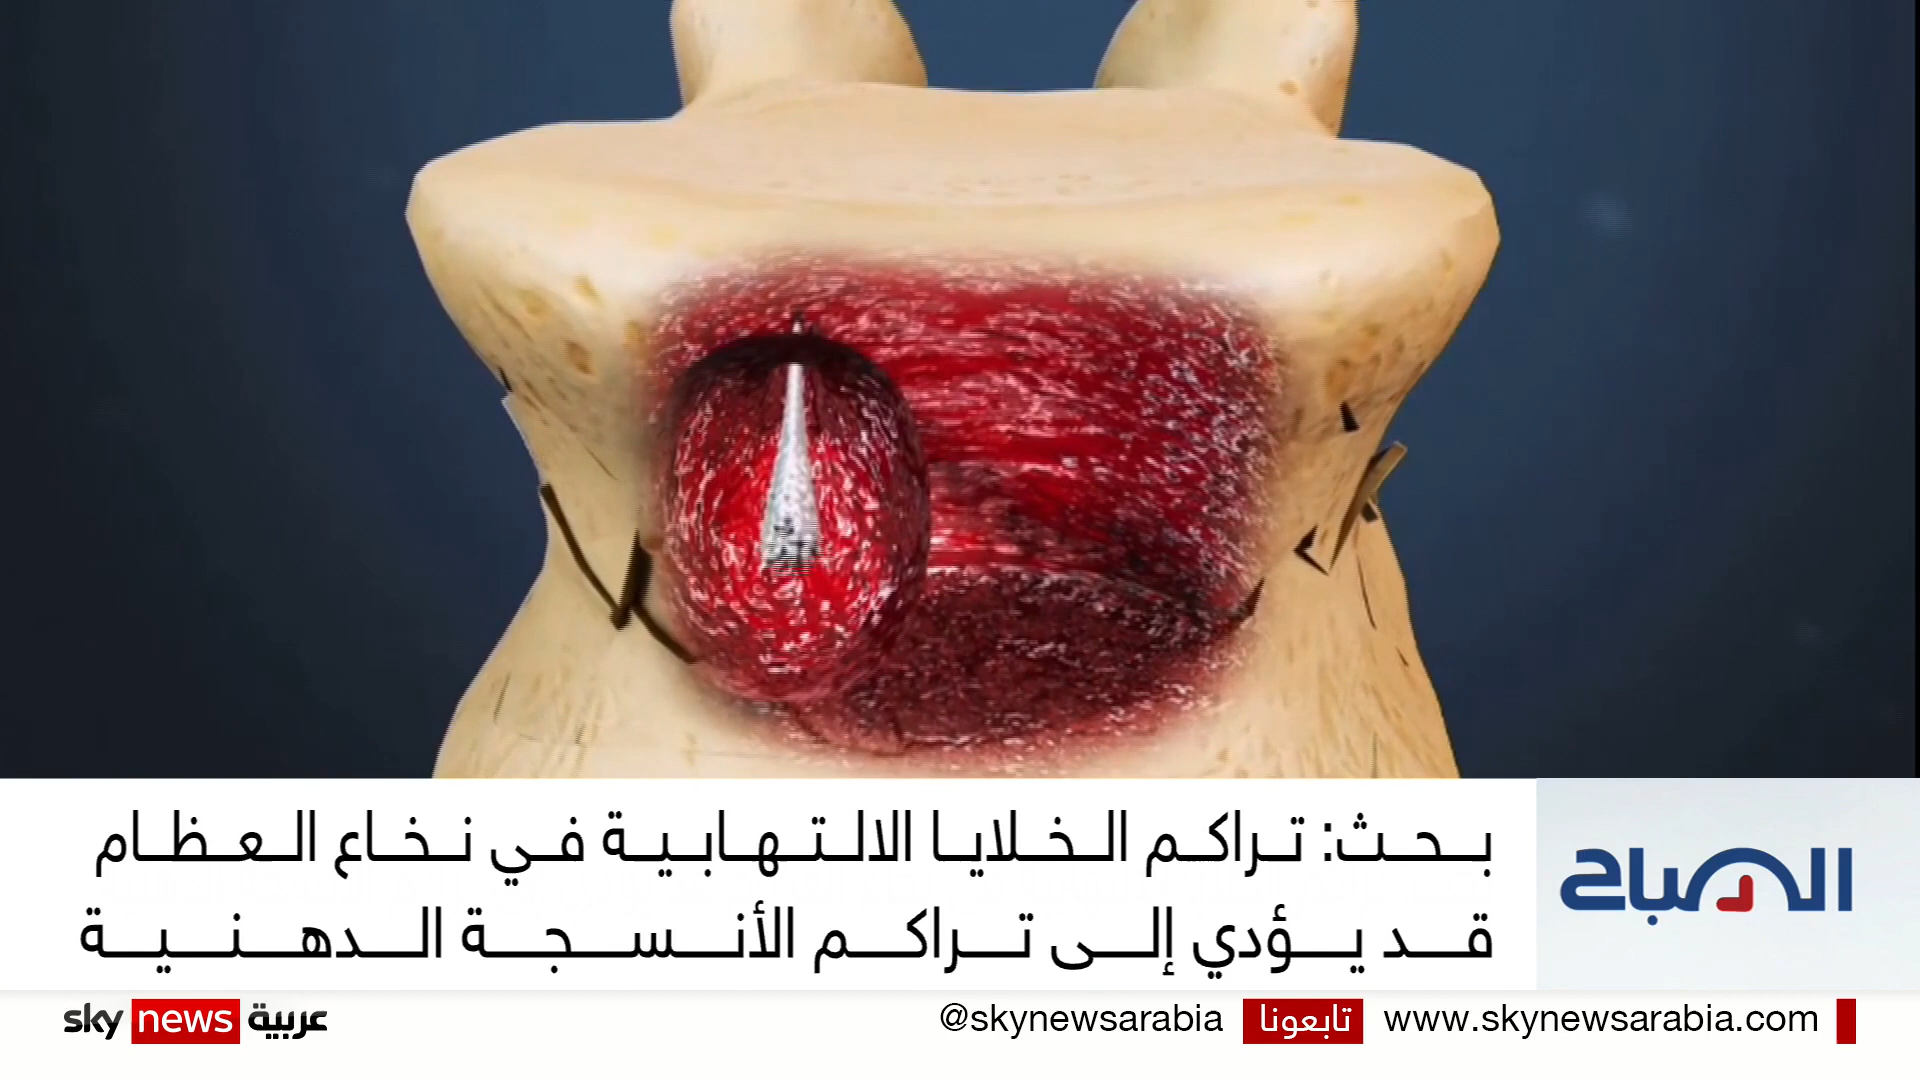 بحث: تراكم الخلايا الالتهابية في نخاع العظام
قد يؤدي إلى تراكم الأنسجة الدهنية
الصباح
sky news عربية
@skynewsarabia تابعونا www.skynewsarabia.com